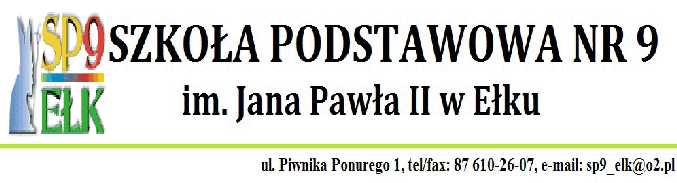 SP9
EŁK
SZKOŁA PODSTAWOWA NR 9
im. Jana Pawła II w Ełku
ul. Piwnika Ponurego 1, tel/fax: 87 610-26-07, e-mail: sp9_elk@o2.pl